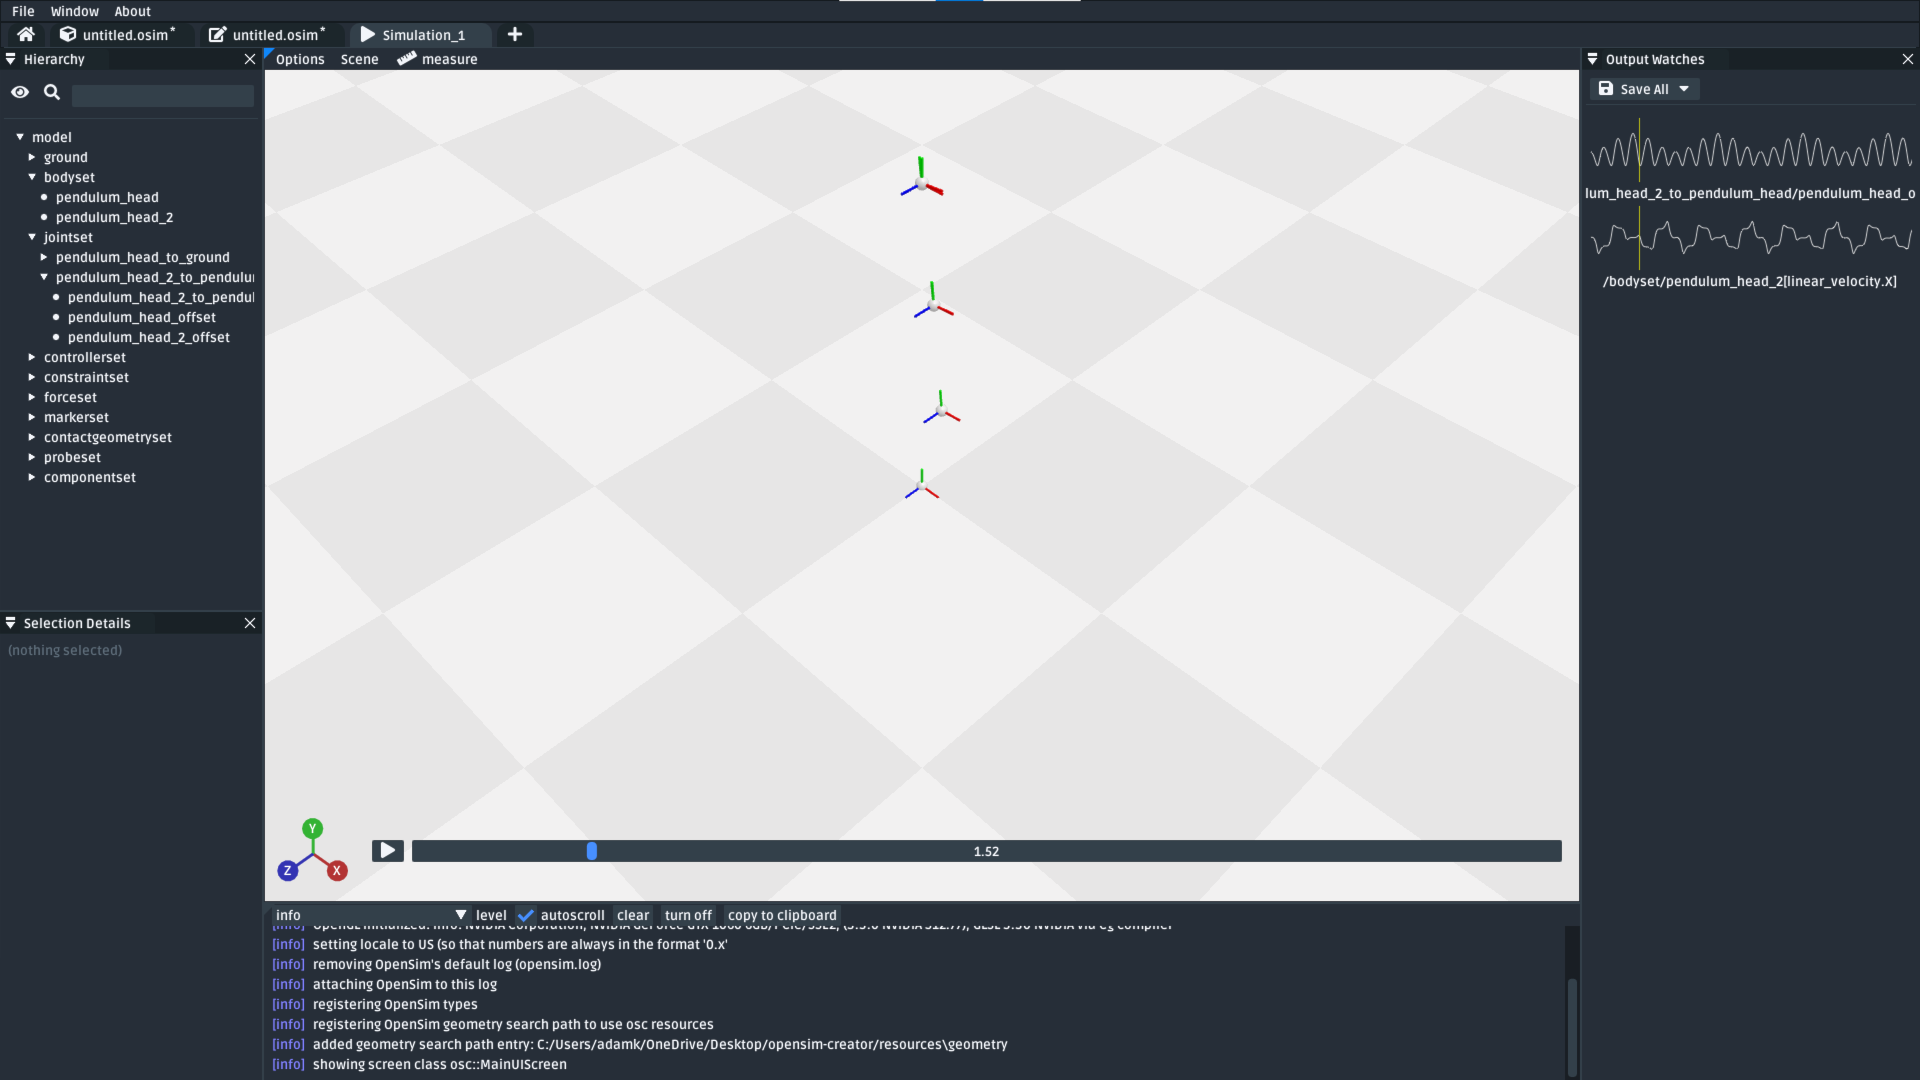 File Window About
untitled.osim* untitled.osim* Simulation_1 +
Hierarchy
model
ground
bodyset
pendulum_head
pendulum_head_2
jointset
pendulum_head_to_ground
pendulum_head_2_to_pendulu
pendulum_head_2_to_pendul
pendulum_head_offset
pendulum_head_2_offset
controllerset
constraintset
forceset
markerset
contactgeometryset
probeset
componentset
Selection Details
(nothing selected)
Options Scene measure
Y
Z X
1.52
info level autoscroll clear turn off copy to clipboard
[info] setting locale to US (so that numbers are always in the format '0.x'
[info] removing OpenSim's default log (opensim.log)
[info] attaching OpenSim to this log
[info] registering OpenSim types
[info] registering OpenSim geometry search path to use osc resources
[info] added geometry search path entry: C:/Users/adamk/OneDrive/Desktop/opensim-creator/resources\geometry
[info] showing screen class osc::MainUIScreen
Output Watches
Save All
lum_head_2_to_pendulum_head/pendulum_head_o
/bodyset/pendulum_head_2[linear_velocity.X]